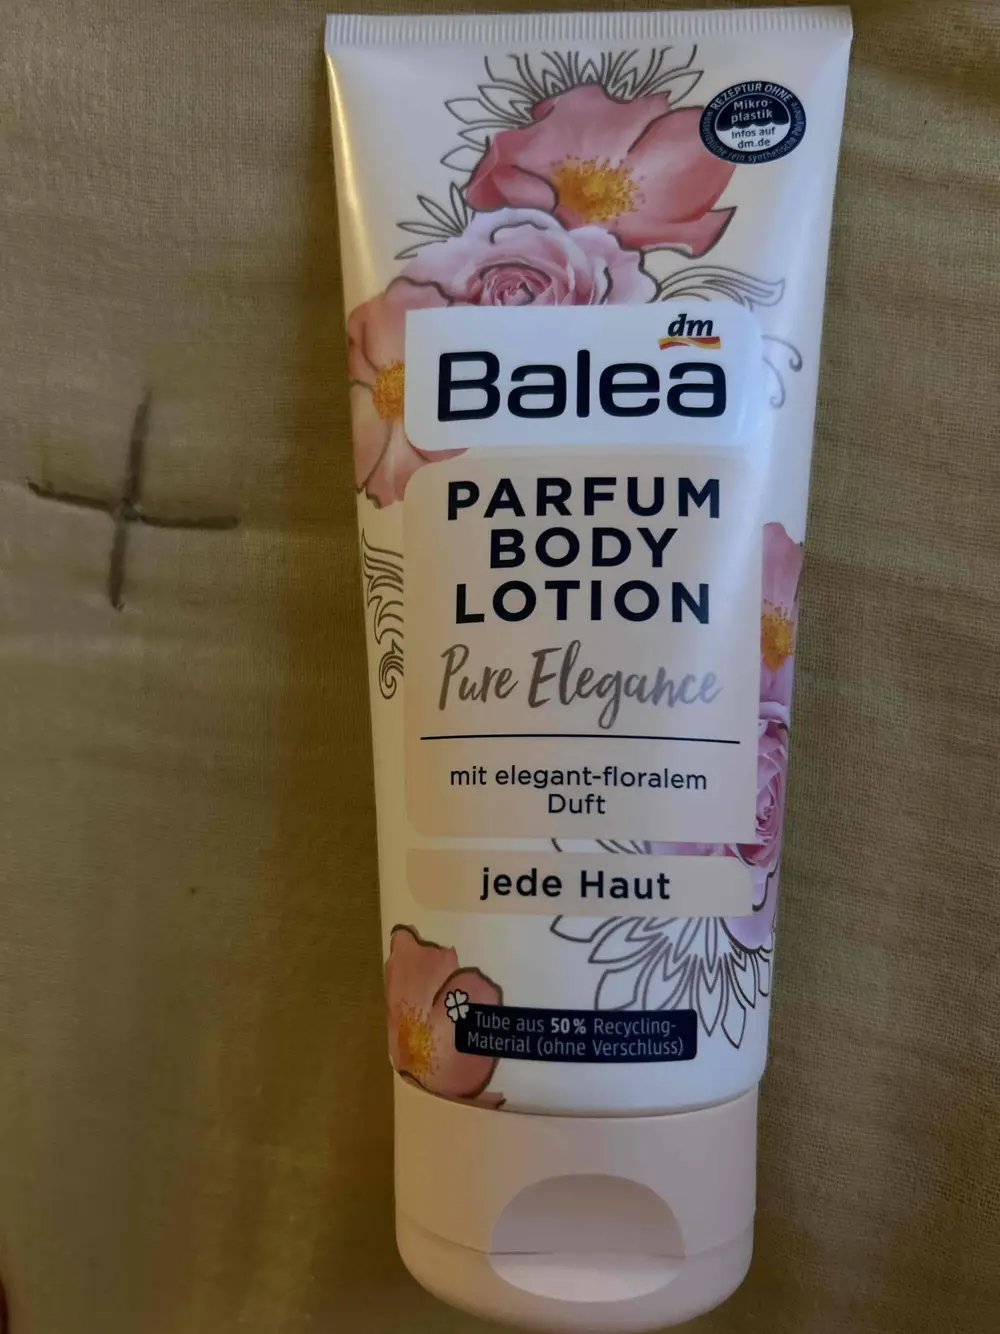 REZEPTUR OHNE
Mikro-
plastik
Infos auf
dm.de
dm
Balea
PARFUM
BODY
LOTION
Pure Elegance
mit elegant-floralem
Duft
jede Haut
Tube aus 50% Recycling-
Material (ohne Verschluss)